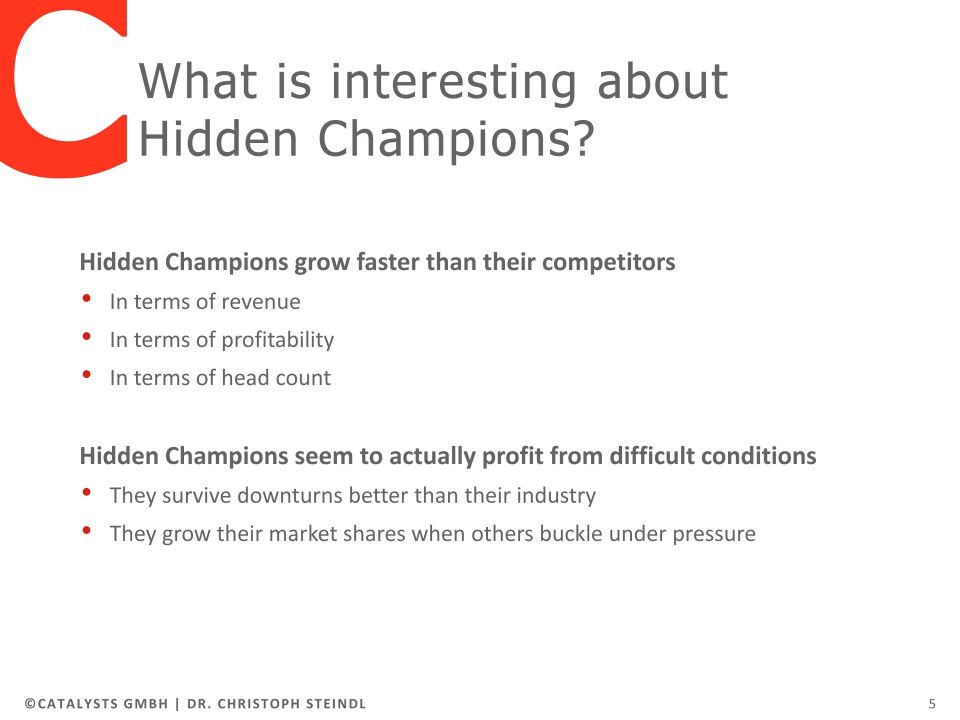 C
What is interesting about
Hidden Champions?
Hidden Champions grow faster than their competitors
• In terms of revenue
• In terms of profitability
• In terms of head count
Hidden Champions seem to actually profit from difficult conditions
• They survive downturns better than their industry
• They grow their market shares when others buckle under pressure
©CATALYSTS GMBH | DR. CHRISTOPH STEINDL
5